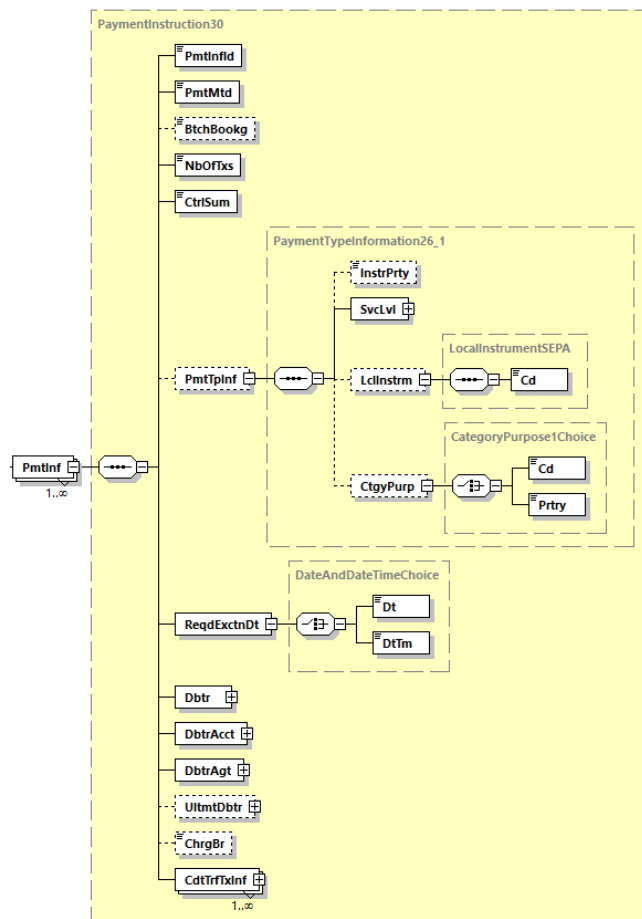 PaymentInstruction30
PmtInfId
PmtMtd
BtchBookg
NbOfTxs
CtrlSum
PaymentTypeInformation26_1
InstrPrty
SvcLvl
LocalInstrumentSEPA
PmtTpInf
LclInstrm
Cd
CategoryPurpose1Choice
Cd
PmtInf
1..∞
CtgyPurp
Prtry
DateAndDateTimeChoice
Dt
ReqdExctnDt
DtTm
Dbtr
DbtrAcct
DbtrAgt
UltmtDbtr
ChrgBr
CdtTrfTxInf
1..∞